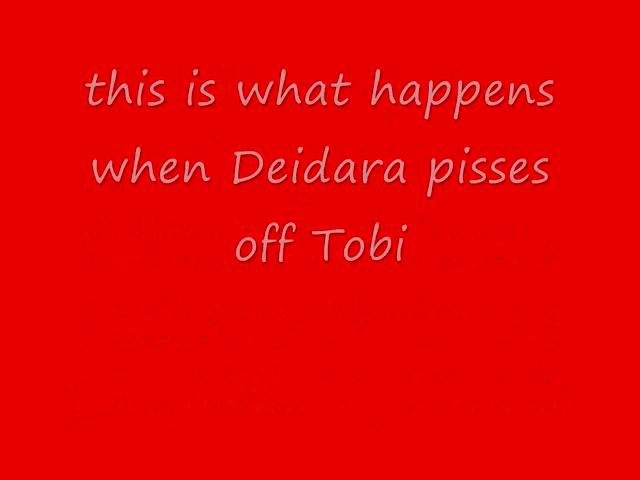 this is what happens
when Deidara pisses
off Tobi